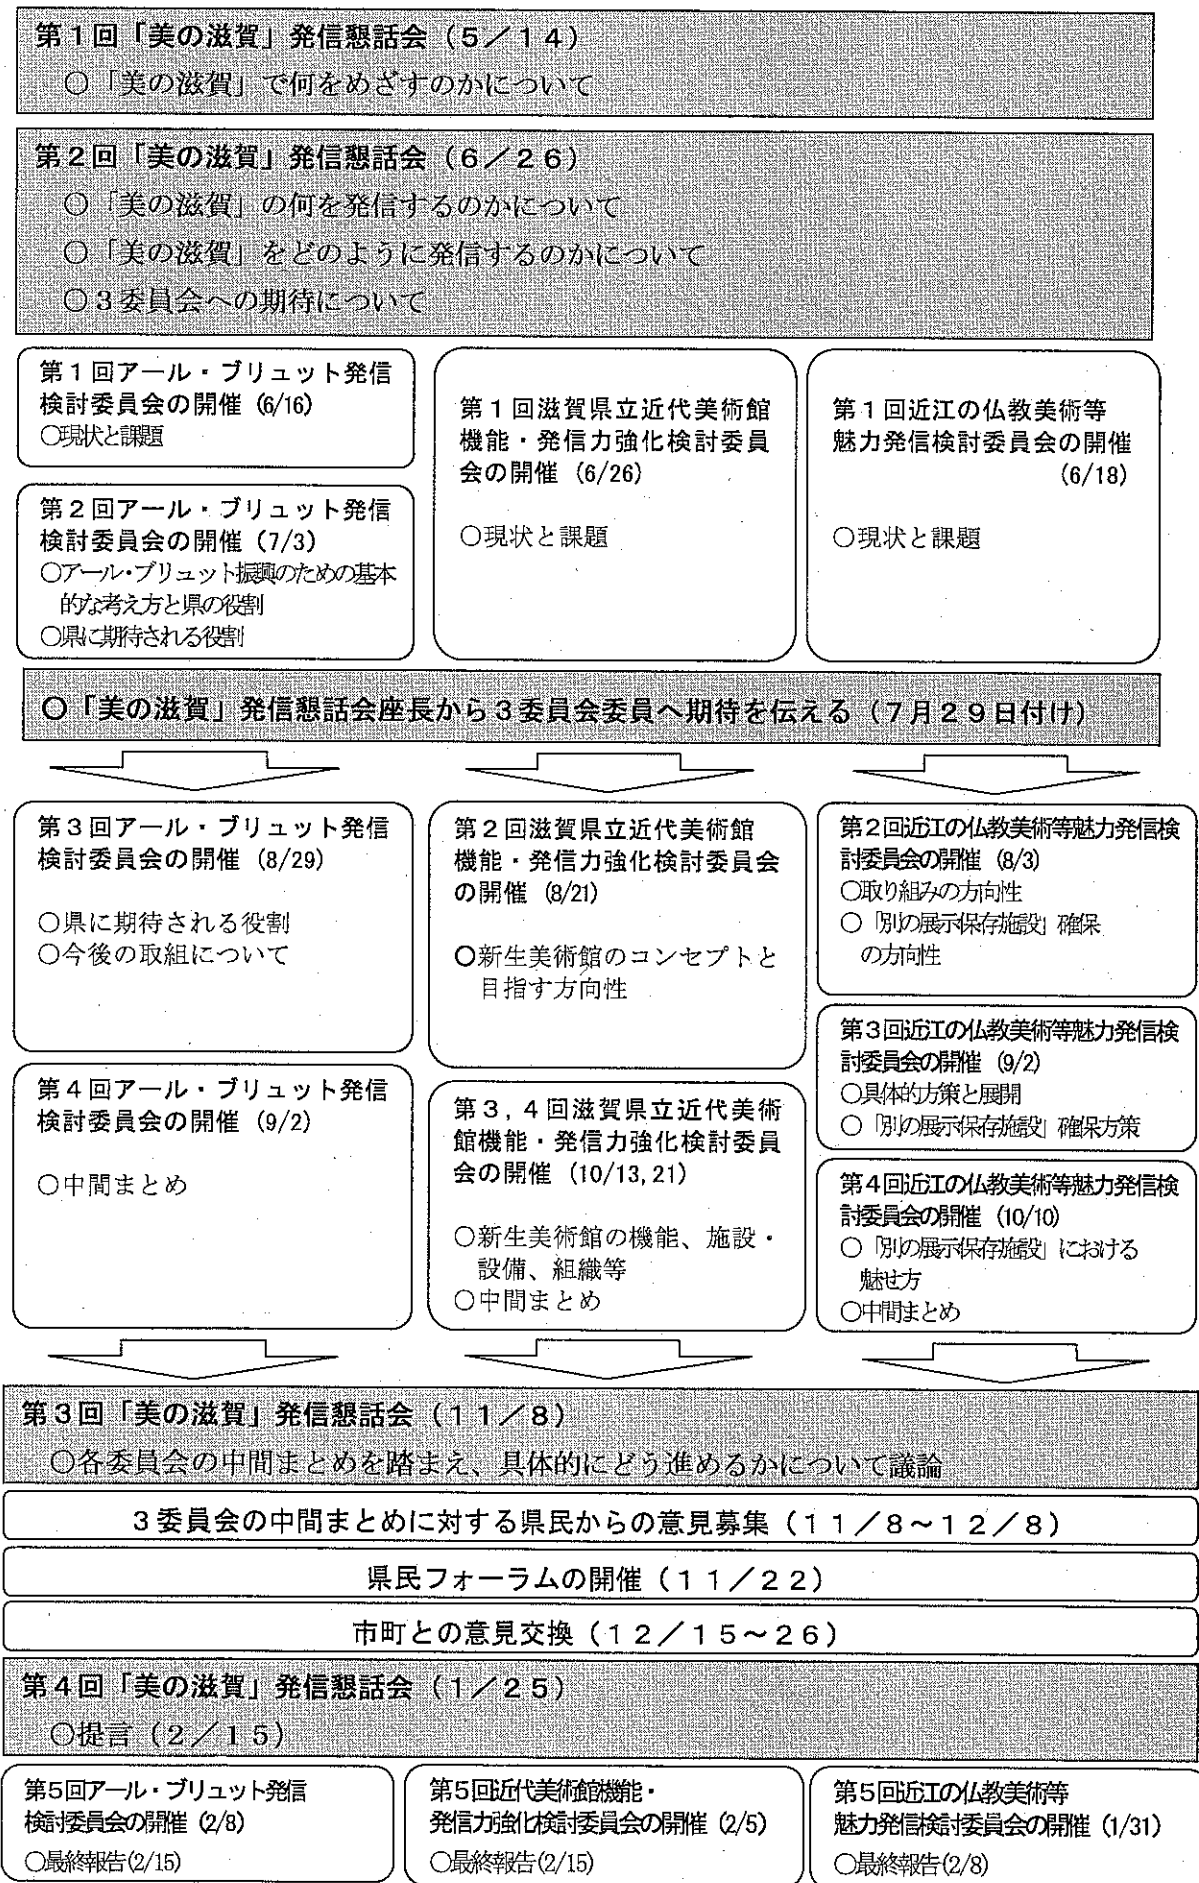 第１回「美の滋賀」発信懇話会（５／１４）
○「美の滋賀」で何をめざすのかについて
第２回「美の滋賀」発信懇話会（６／２６）
○「美の滋賀」の何を発信するのかについて
○「美の滋賀」をどのように発信するのかについて
○３委員会への期待について
第１回アール・ブリュット発信
検討委員会の開催（6/16）
○現状と課題
第２回アール・ブリュット発信
検討委員会の開催（7/3）
○アール・ブリュット振興のための基本
的な考え方と県の役割
○県に期待される役割
第１回滋賀県立近代美術館
機能・発信力強化検討委員
会の開催（6/26）
○現状と課題
第１回近江の仏教美術等
魅力発信検討委員会の開催
（6/18）
○現状と課題
○「美の滋賀」発信懇話会座長から３委員会委員へ期待を伝える（７月２９日付け）
第３回アール・ブリュット発信
検討委員会の開催（8/29）
○県に期待される役割
○今後の取組について
第４回アール・ブリュット発信
検討委員会の開催（9/2）
○中間まとめ
第２回滋賀県立近代美術館
機能・発信力強化検討委員会
の開催（8/21）
○新生美術館のコンセプトと
目指す方向性
第３,４回滋賀県立近代美術
館機能・発信力強化検討委員
会の開催（10/13,21）
○新生美術館の機能、施設・
設備、組織等
○中間まとめ
第２回近江の仏教美術等魅力発信検
討委員会の開催（8/3）
○取り組みの方向性
○「別の展示保存施設」確保
の方向性
第３回近江の仏教美術等魅力発信検
討委員会の開催（9/2）
○具体的方策と展開
○「別の展示保存施設」確保方策
第４回近江の仏教美術等魅力発信検
討委員会の開催（10/10）
○「別の展示保存施設」における
魅せ方
○中間まとめ
第３回「美の滋賀」発信懇話会（１１／８）
○各委員会の中間まとめを踏まえ、具体的にどう進めるかについて議論
３委員会の中間まとめに対する県民からの意見募集（１１／８～１２／８）
県民フォーラムの開催（１１／２２）
市町との意見交換（１２／１５～２６）
第４回「美の滋賀」発信懇話会（１／２５）
○提言（２／１５）
第５回アール・ブリュット発信
検討委員会の開催（2/8）
○最終報告(2/15)
第５回近代美術館機能・
発信力強化検討委員会の開催（2/5）
○最終報告(2/15)
第５回近江の仏教美術等
魅力発信検討委員会の開催（1/31）
○最終報告(2/8)